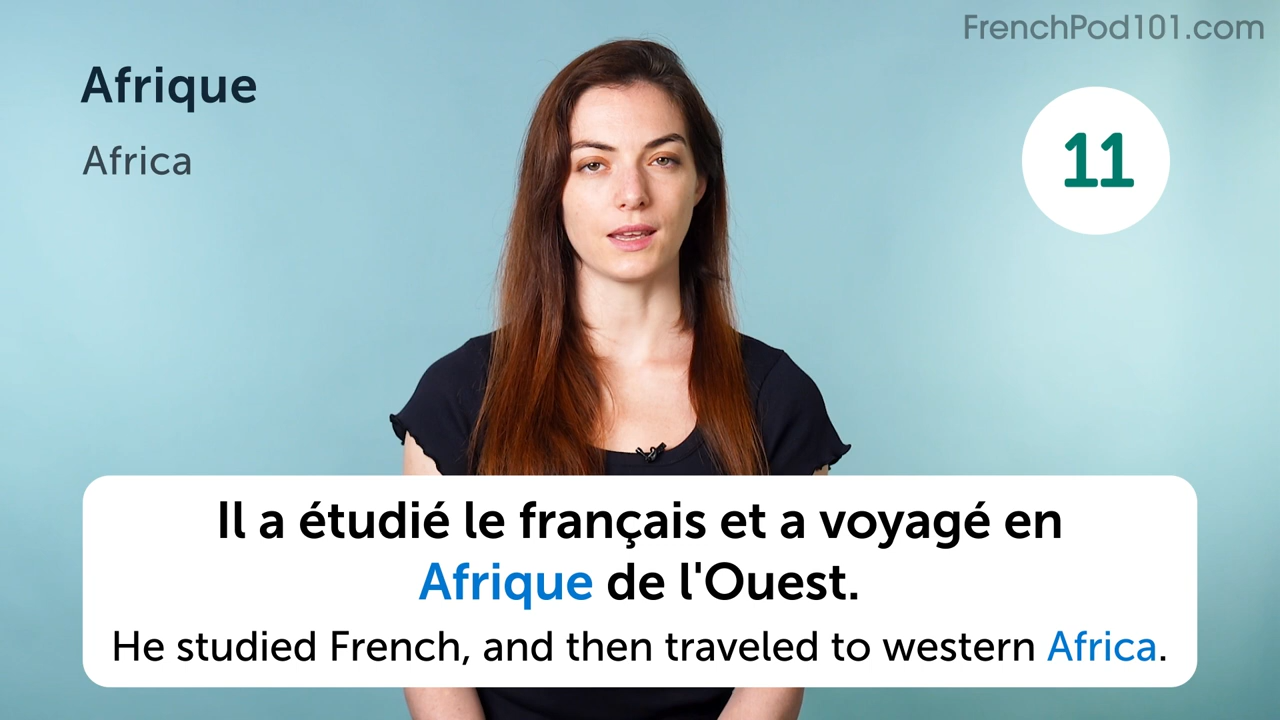 FrenchPod101.com
Afrique
Africa
11
Il a étudié le français et a voyagé en
Afrique de l'Ouest.
He studied French, and then traveled to western Africa.